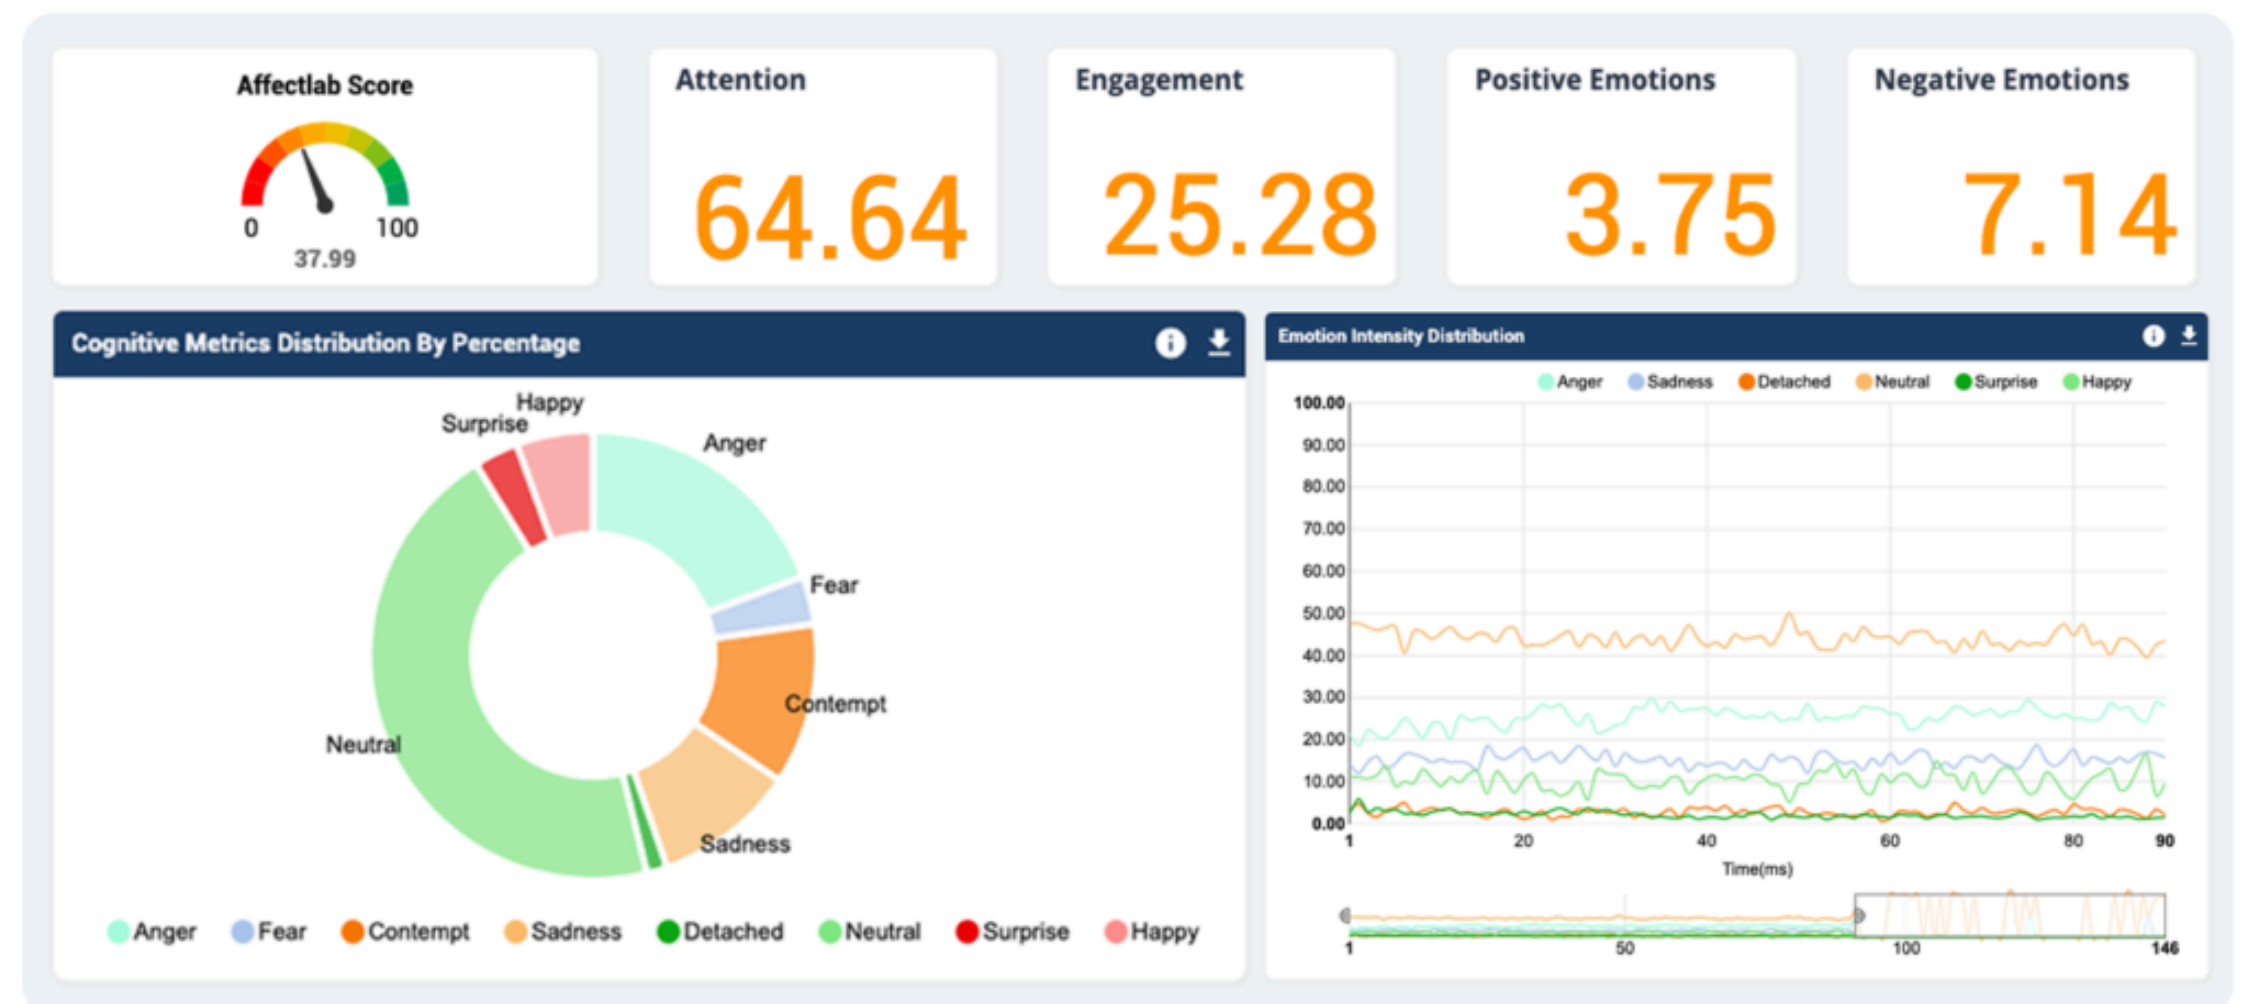 Affectlab Score
0
100
37.99
Attention
64.64
Engagement
25.28
Positive Emotions
3.75
Negative Emotions
7.14
Cognitive Metrics Distribution By Percentage
Happy
Surprise
Anger
Fear
Contempt
Neutral
Sadness
Anger Fear Contempt Sadness Detached Neutral Surprise Happy
Emotion Intensity Distribution
Anger Sadness Detached Neutral Surprise Happy
100.00
90.00
80.00
70.00
60.00
50.00
40.00
30.00
20.00
10.00
0.00
1 20 40 60 80 90
Time(ms)
1 50 100 146